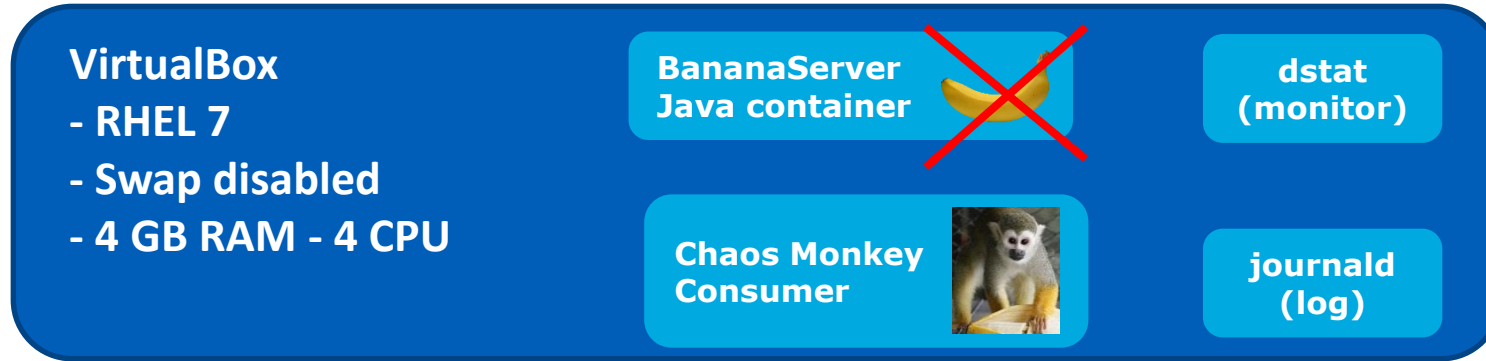 VirtualBox
- RHEL 7
- Swap disabled
- 4 GB RAM - 4 CPU
BananaServer
Java container
dstat
(monitor)
Chaos Monkey
Consumer
journald
(log)